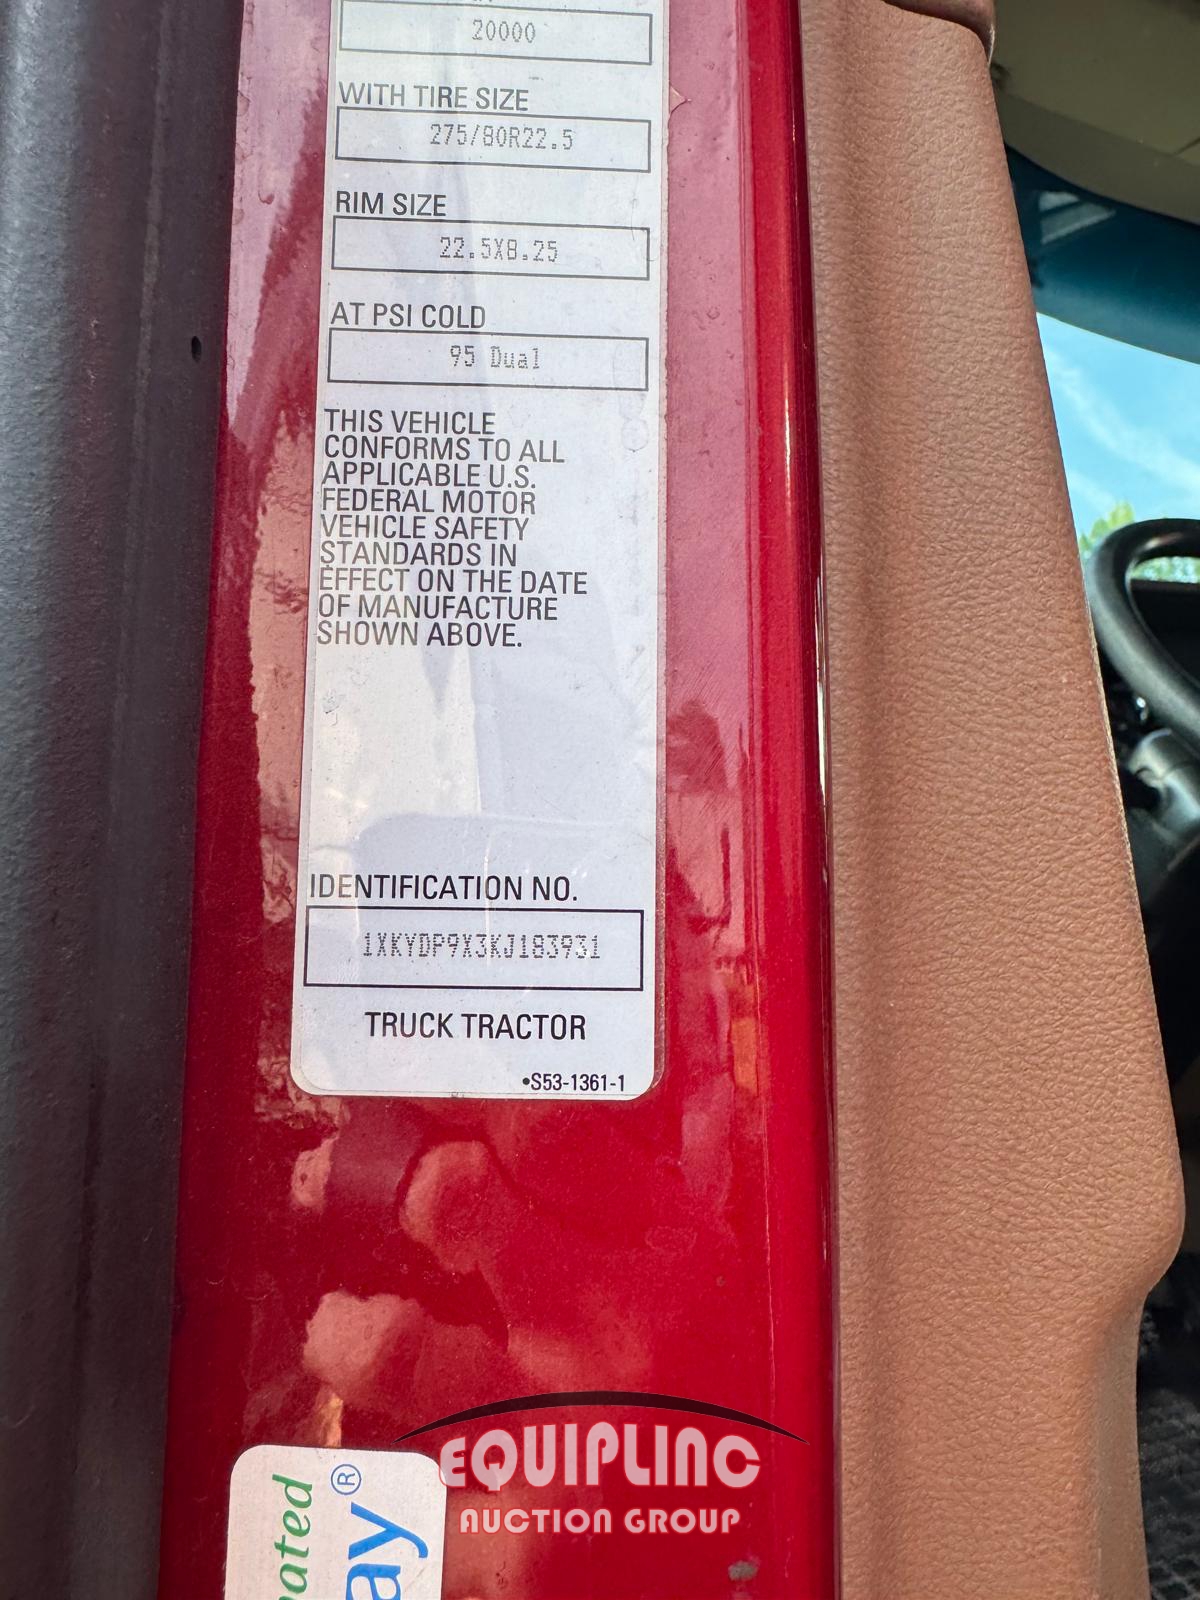 20000
WITH TIRE SIZE
275/80R22.5
RIM SIZE
22.5X8.25
AT PSI COLD
95 Dual
THIS VEHICLE
CONFORMS TO ALL
APPLICABLE U.S.
FEDERAL MOTOR
VEHICLE SAFETY
STANDARDS IN
EFFECT ON THE DATE
OF MANUFACTURE
SHOWN ABOVE.
IDENTIFICATION NO.
1XKYDP9X3KJ183931
TRUCK TRACTOR
•S53-1361-1
EQUIPLINC
AUCTION GROUP